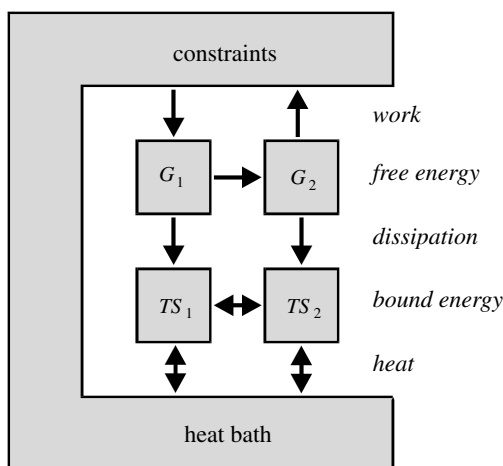 constraints
work
G1 G2 free energy
dissipation
TS1 TS2 bound energy
heat
heat bath